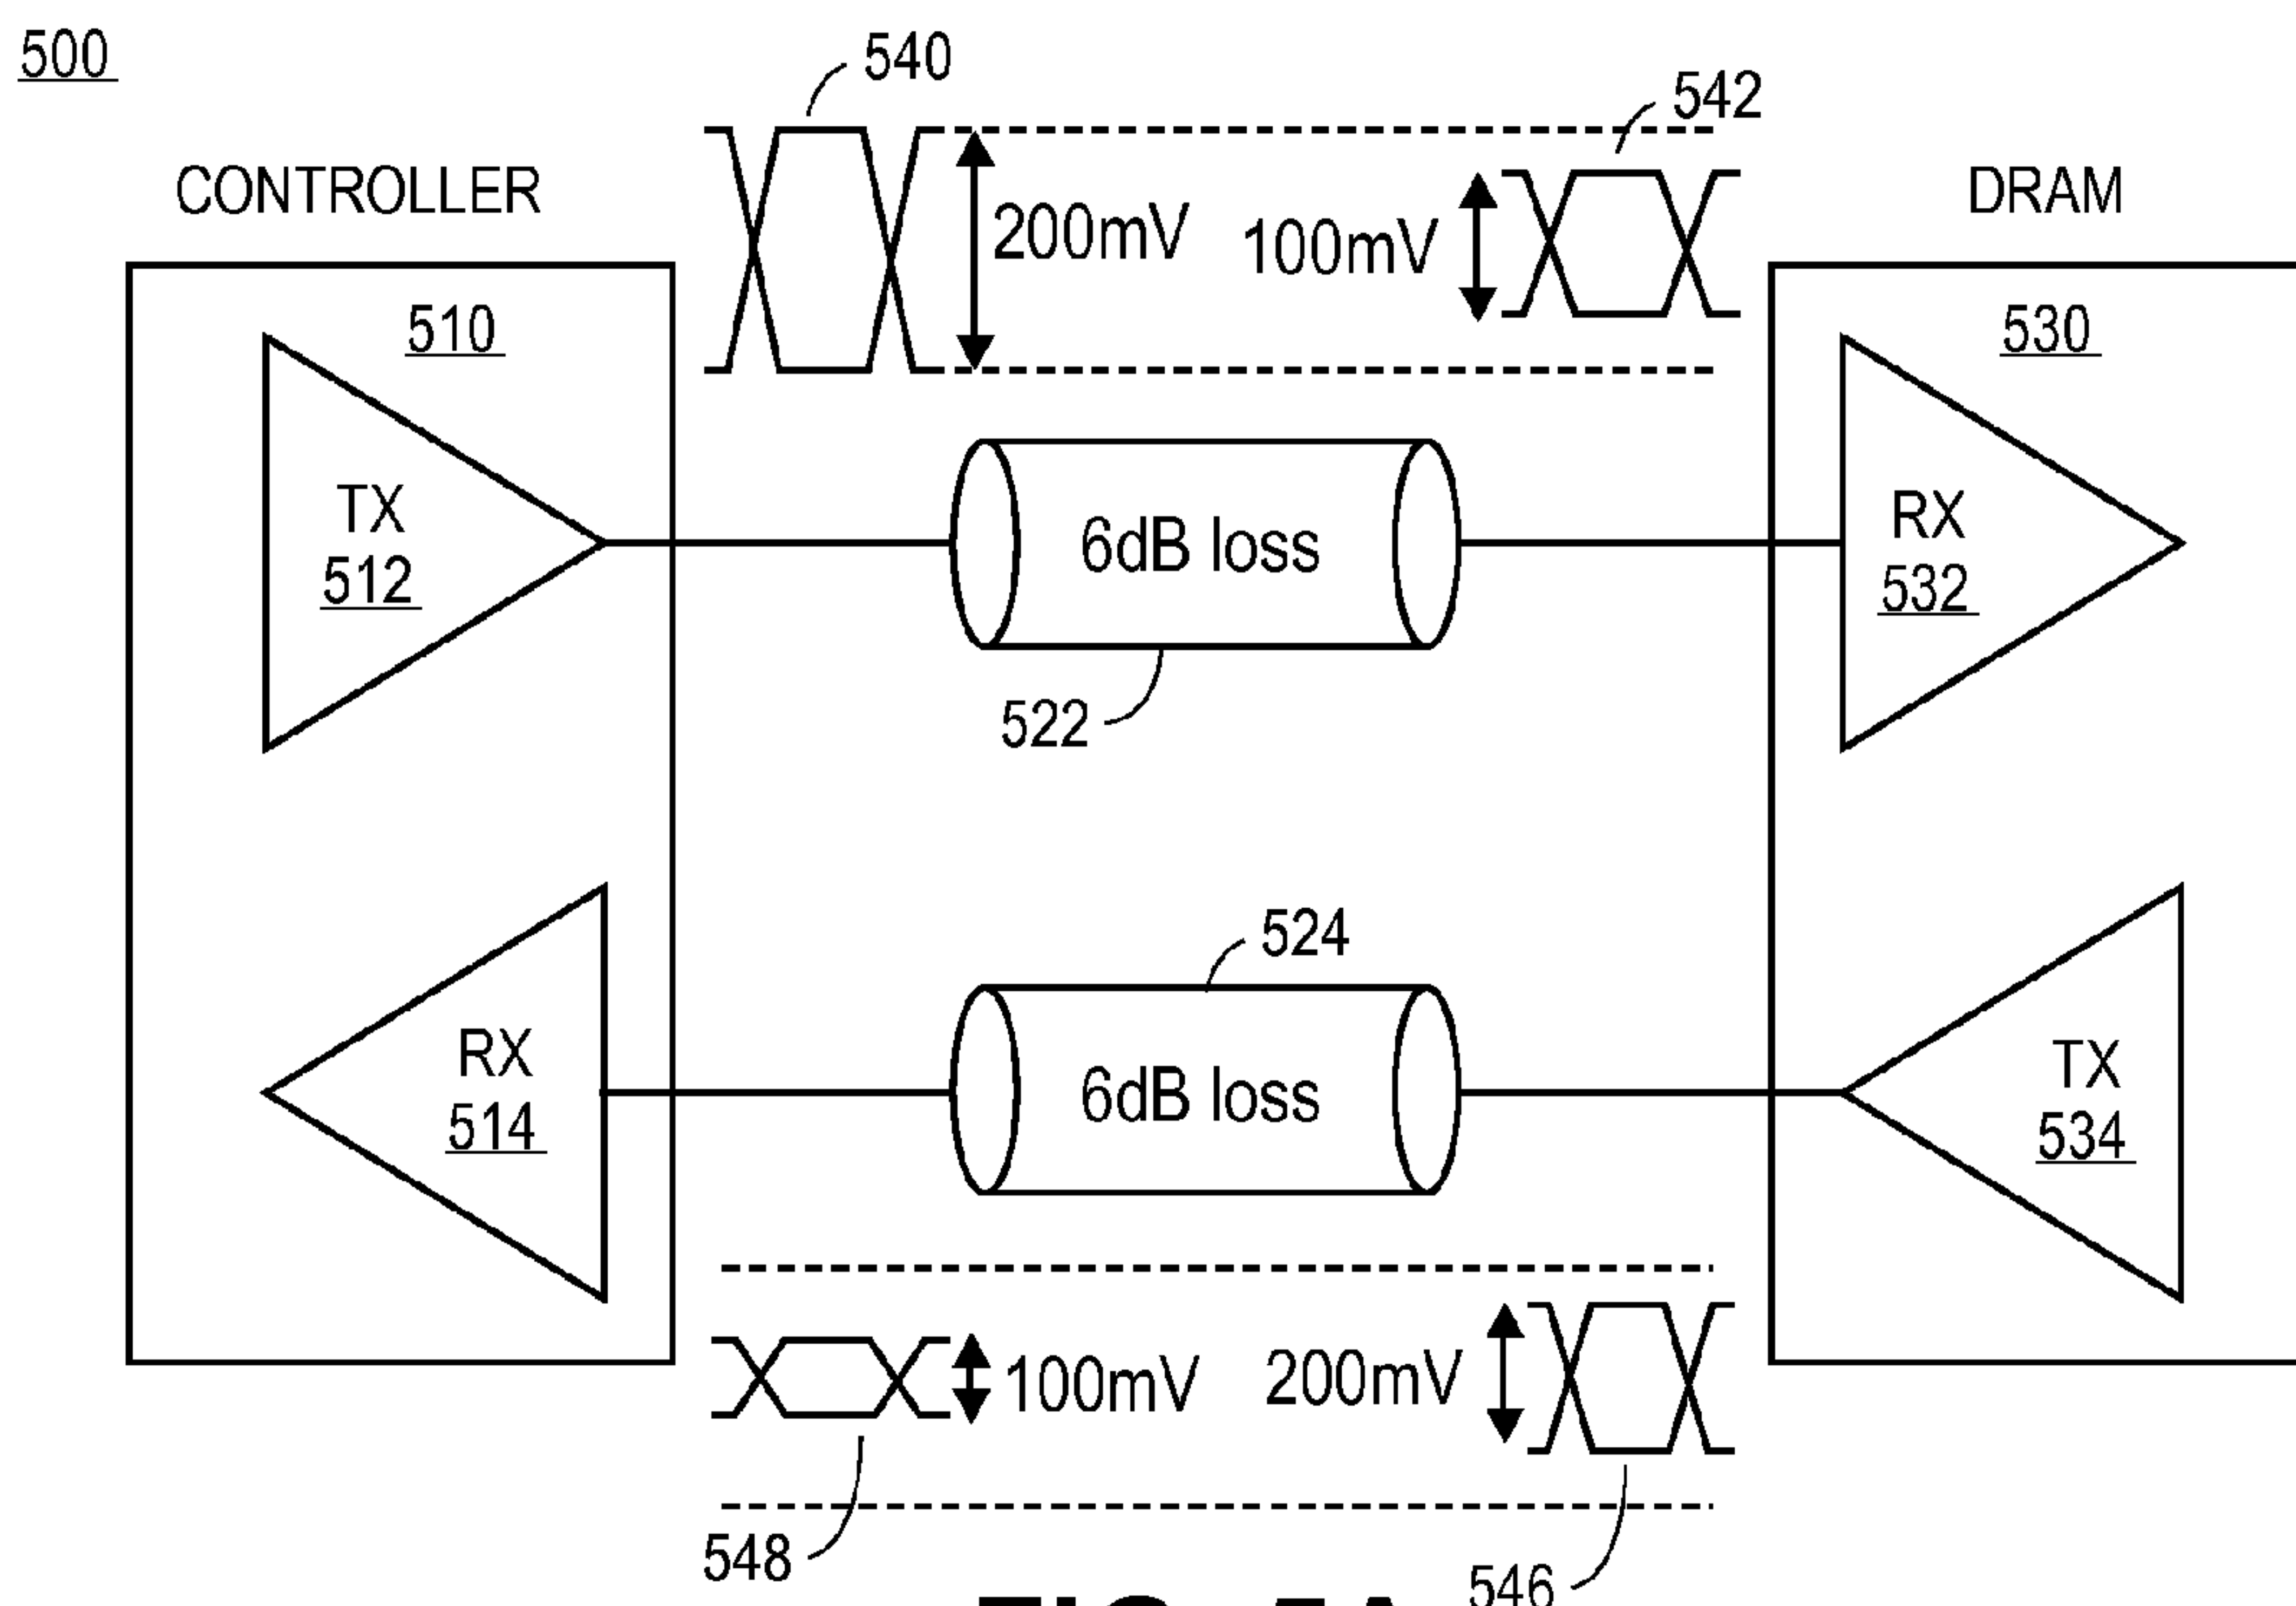 500
540
542
CONTROLLER
DRAM
200mV
100mV
510
530
TX
512
6dB loss
RX
532
522
524
RX
514
6dB loss
TX
534
100mV
200mV
548
546